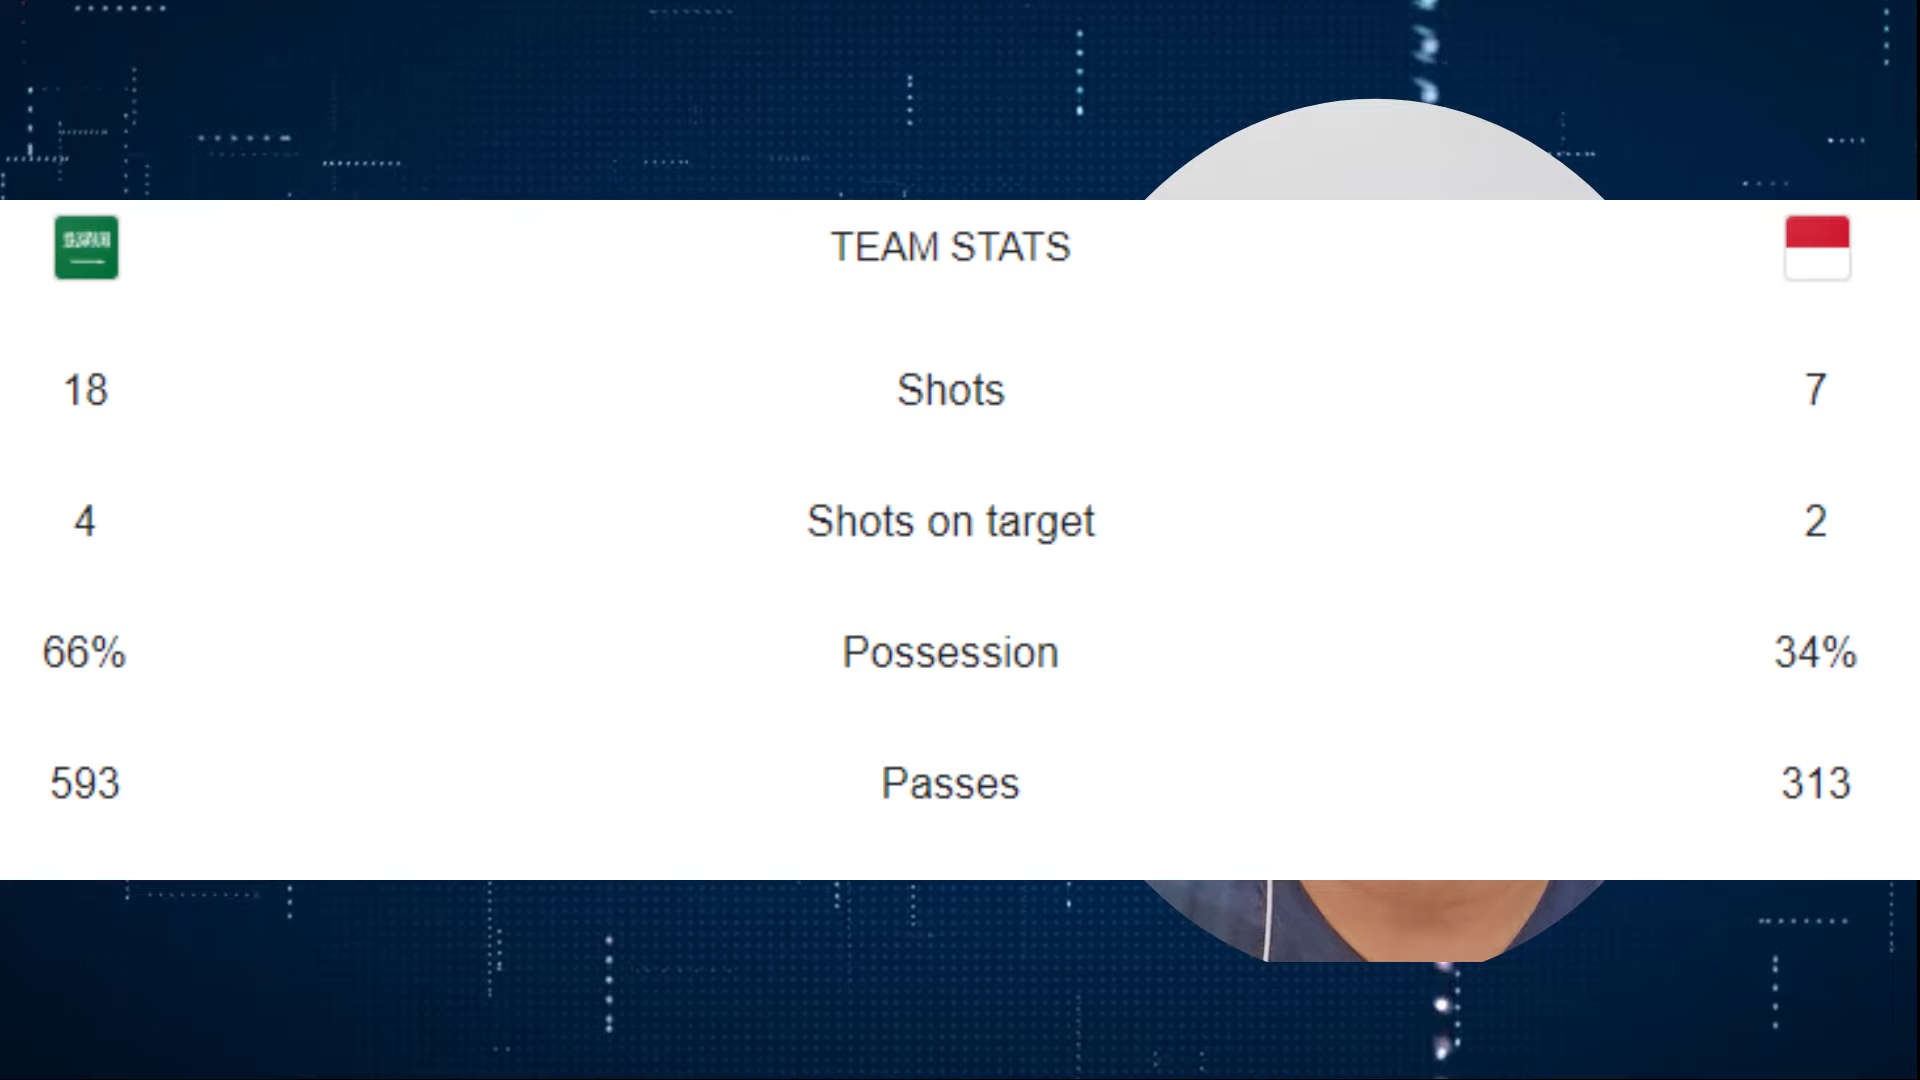 TEAM STATS
18 Shots 7
4 Shots on target 2
66% Possession 34%
593 Passes 313